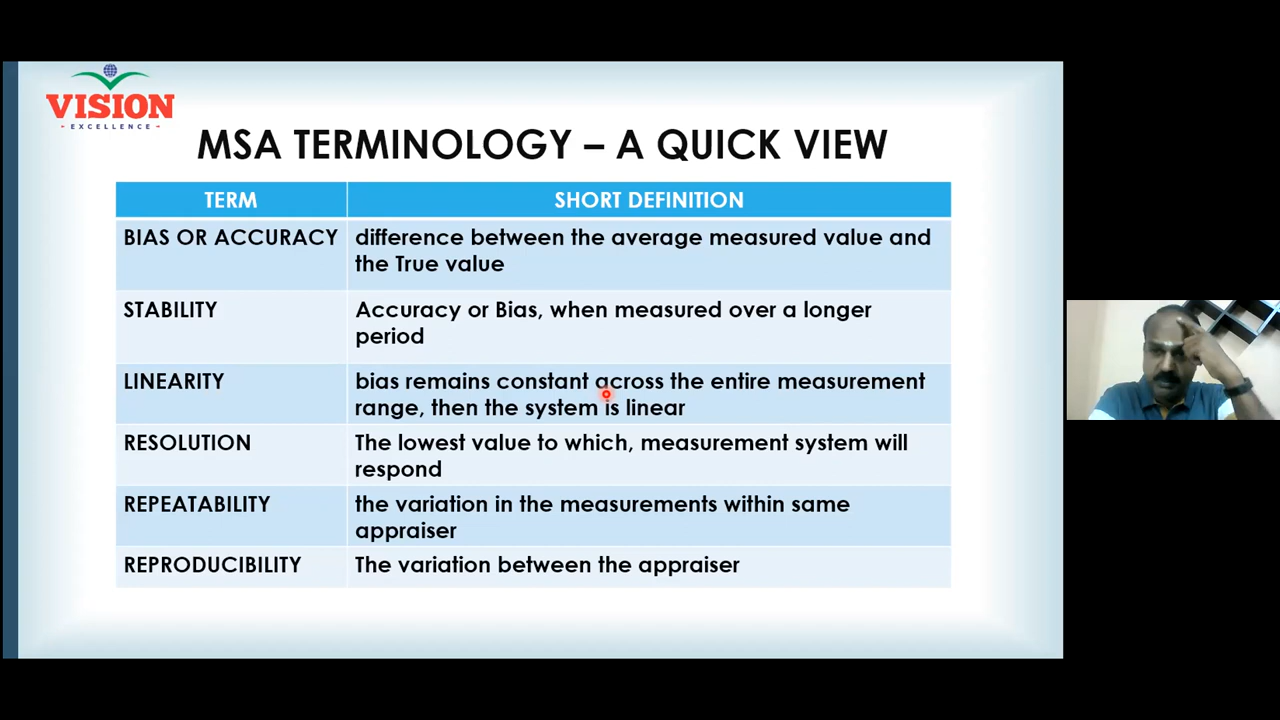 VISION
- EXCELLENCE -
MSA TERMINOLOGY – A QUICK VIEW
TERM
SHORT DEFINITION
BIAS OR ACCURACY
difference between the average measured value and
the True value
STABILITY
Accuracy or Bias, when measured over a longer
period
LINEARITY
bias remains constant across the entire measurement
range, then the system is linear
RESOLUTION
The lowest value to which, measurement system will
respond
REPEATABILITY
the variation in the measurements within same
appraiser
REPRODUCIBILITY
The variation between the appraiser